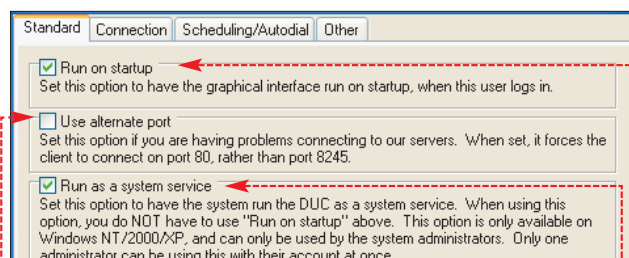 Standard Connection Scheduling/Autodial Other
Run on startup
Set this option to have the graphical interface run on startup, when this user logs in.
Use alternate port
Set this option if you are having problems connecting to our servers. When set, it forces the
client to connect on port 80, rather than port 8245.
Run as a system service
Set this option to have the system run the DUC as a system service. When using this
option, you do NOT have to use "Run on startup" above. This option is only available on
Windows NT/2000/XP, and can only be used by the system administrators. Only one
administrator can be using this with their account at once.